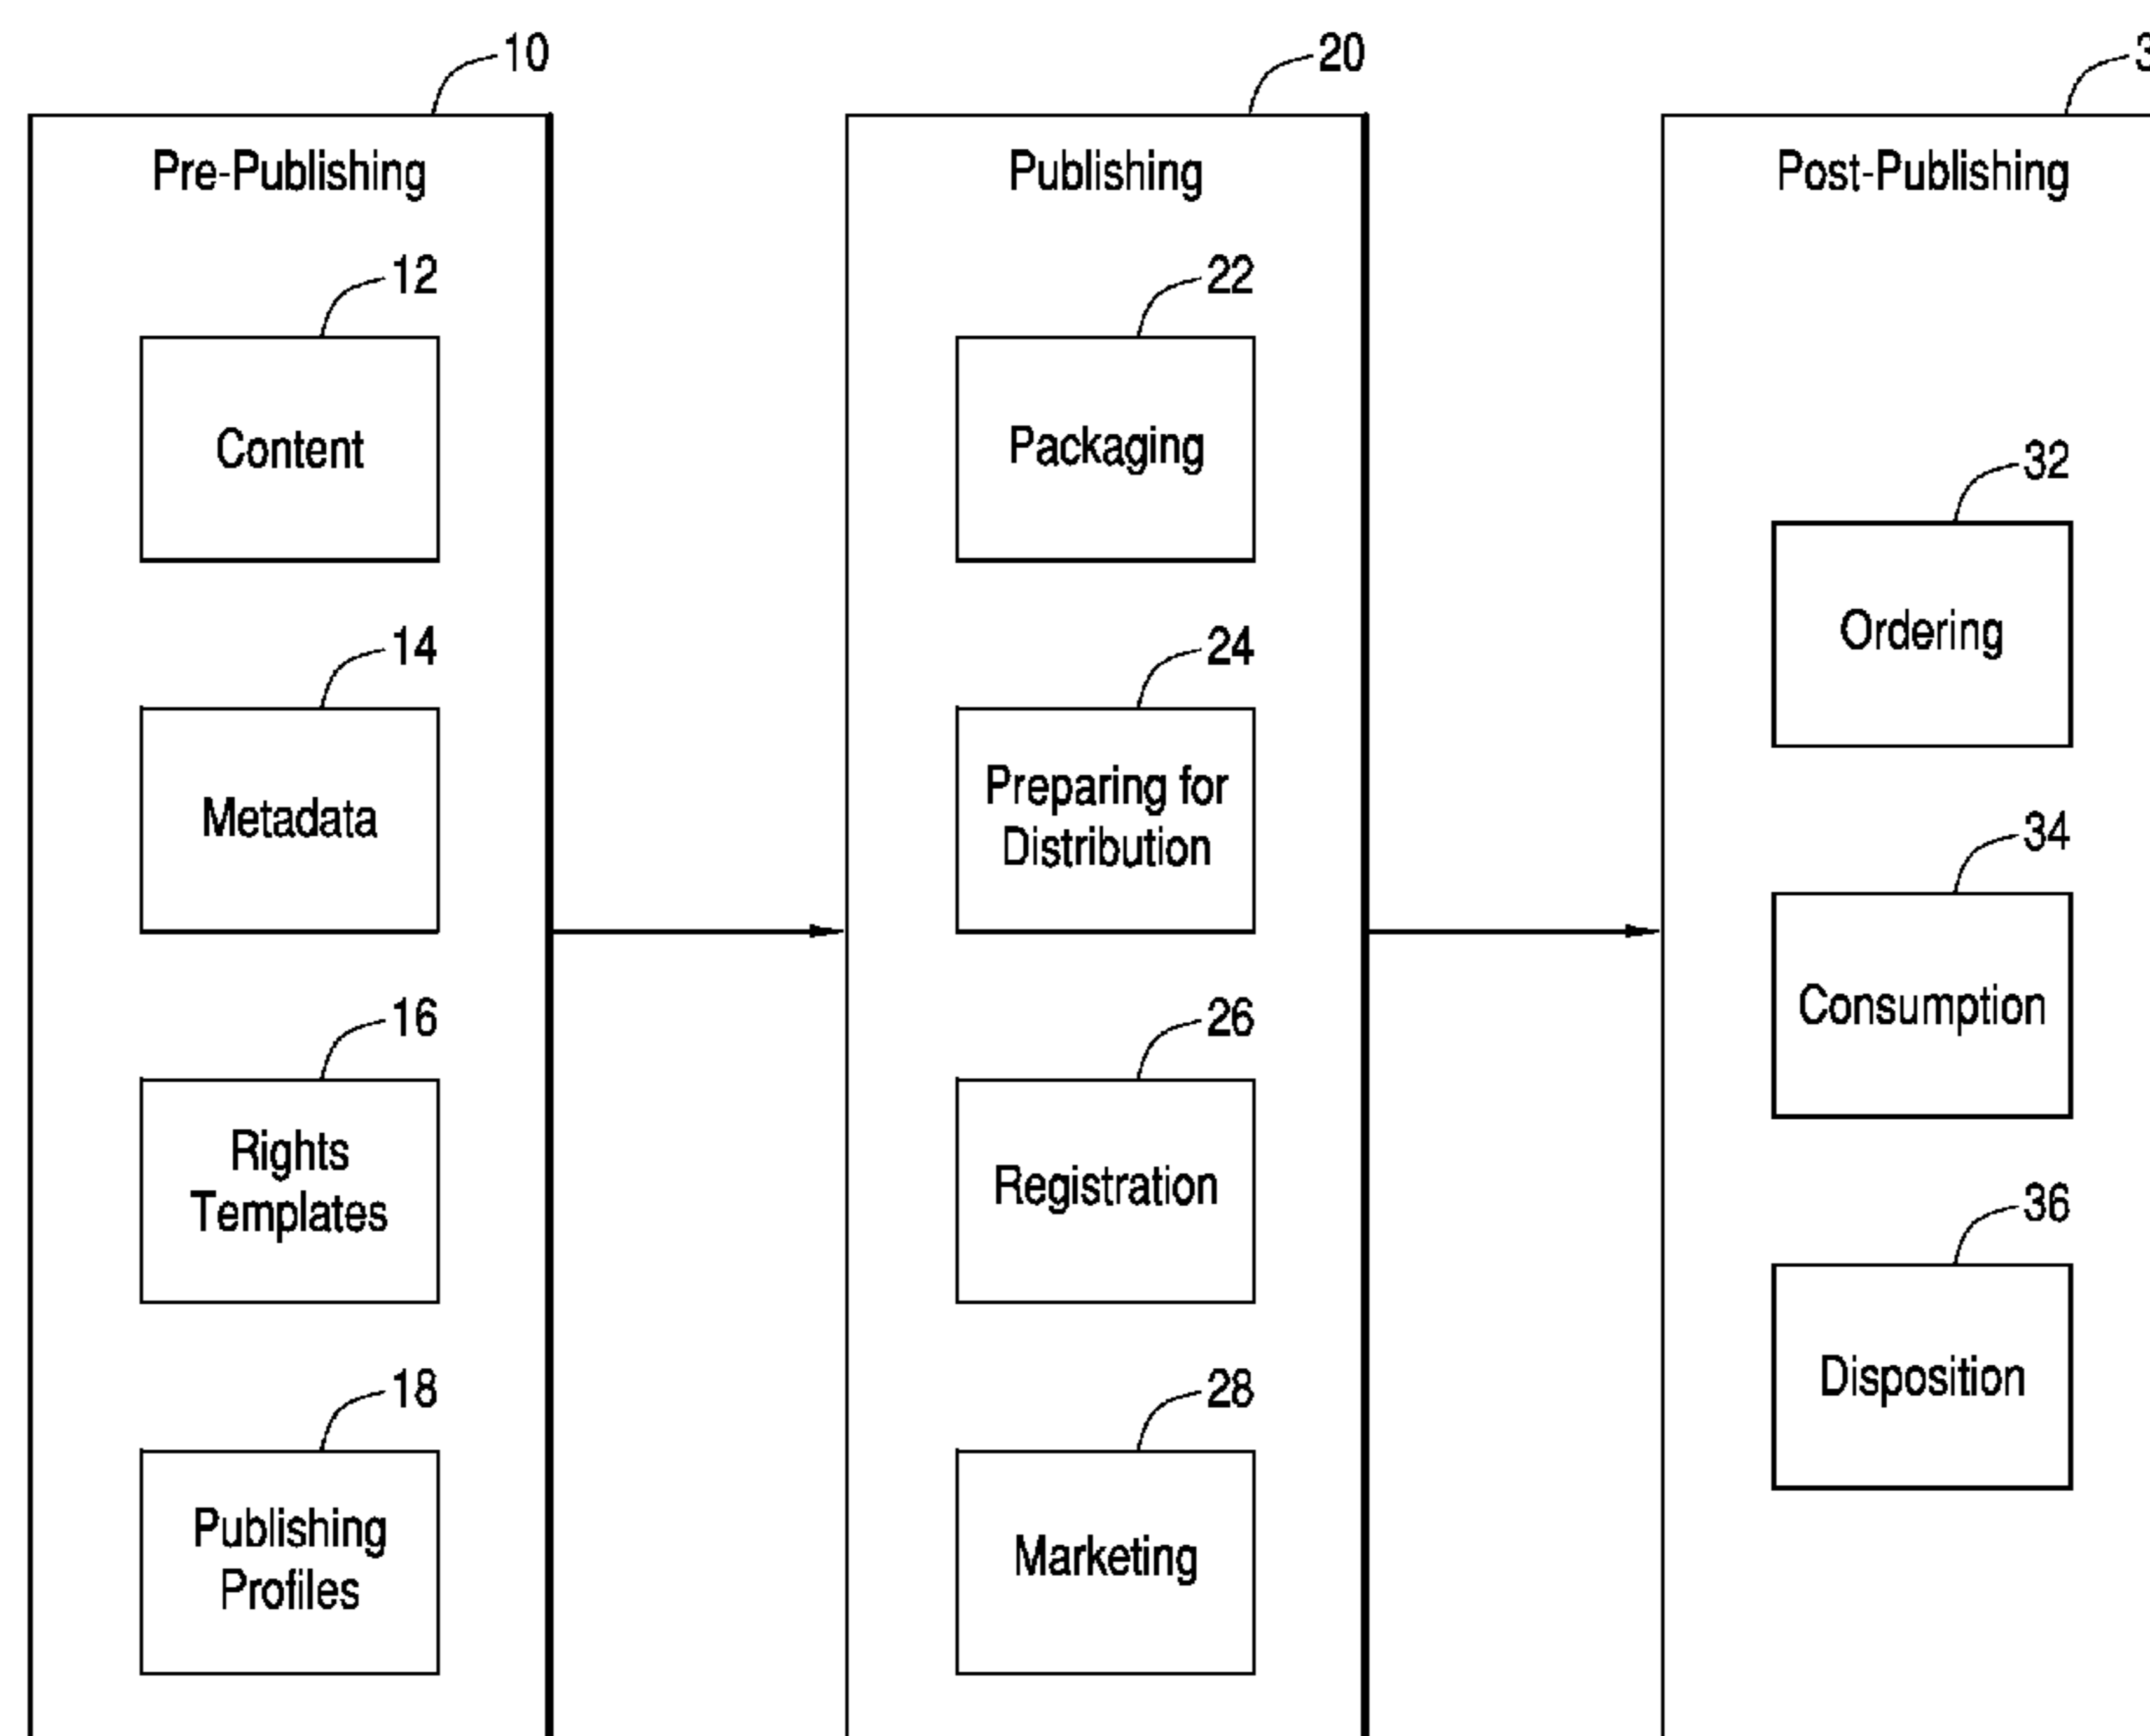 10
Pre-Publishing
12
Content
14
Metadata
16
Rights
Templates
18
Publishing
Profiles
20
Publishing
22
Packaging
24
Preparing for
Distribution
26
Registration
28
Marketing
Post-Publishing
32
Ordering
34
Consumption
36
Disposition